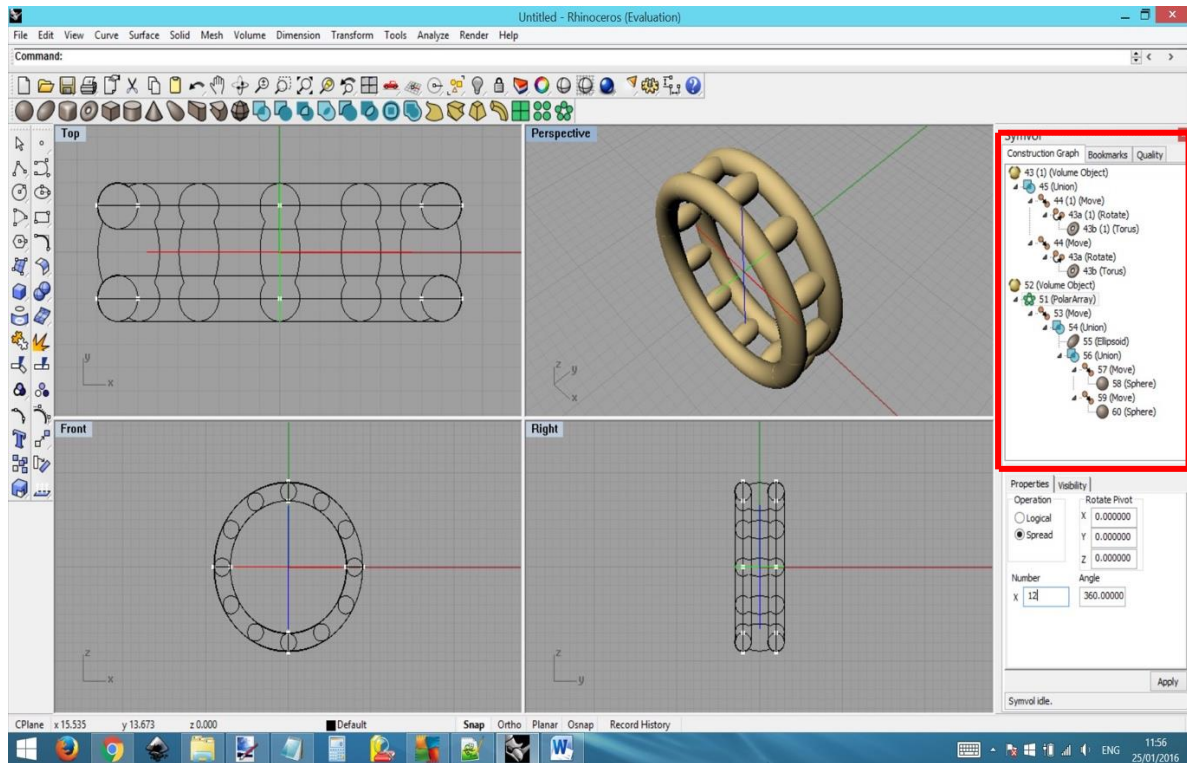 Untitled - Rhinoceros (Evaluation)
File Edit View Curve Surface Solid Mesh Volume Dimension Transform Tools Analyze Render Help
Command:
Top
Perspective
y
x
z
y
x
Front
Right
z
x
z
y
Symvol
Construction Graph Bookmarks Quality
43 (1) (Volume Object)
45 (Union)
44 (1) (Move)
43a (1) (Rotate)
43b (1) (Torus)
44 (Move)
43a (Rotate)
43b (Torus)
52 (Volume Object)
51 (PolarArray)
53 (Move)
54 (Union)
55 (Ellipsoid)
56 (Union)
57 (Move)
58 (Sphere)
59 (Move)
60 (Sphere)
Properties Visibility
Operation Rotate Pivot
Logical X 0.000000
Spread Y 0.000000
Z 0.000000
Number Angle
X 12 360.00000
Apply
Symvol idle.
CPlane x 15.535 y 13.673 z 0.000 Default Snap Ortho Planar Osnap Record History
ENG 11:56
25/01/2016